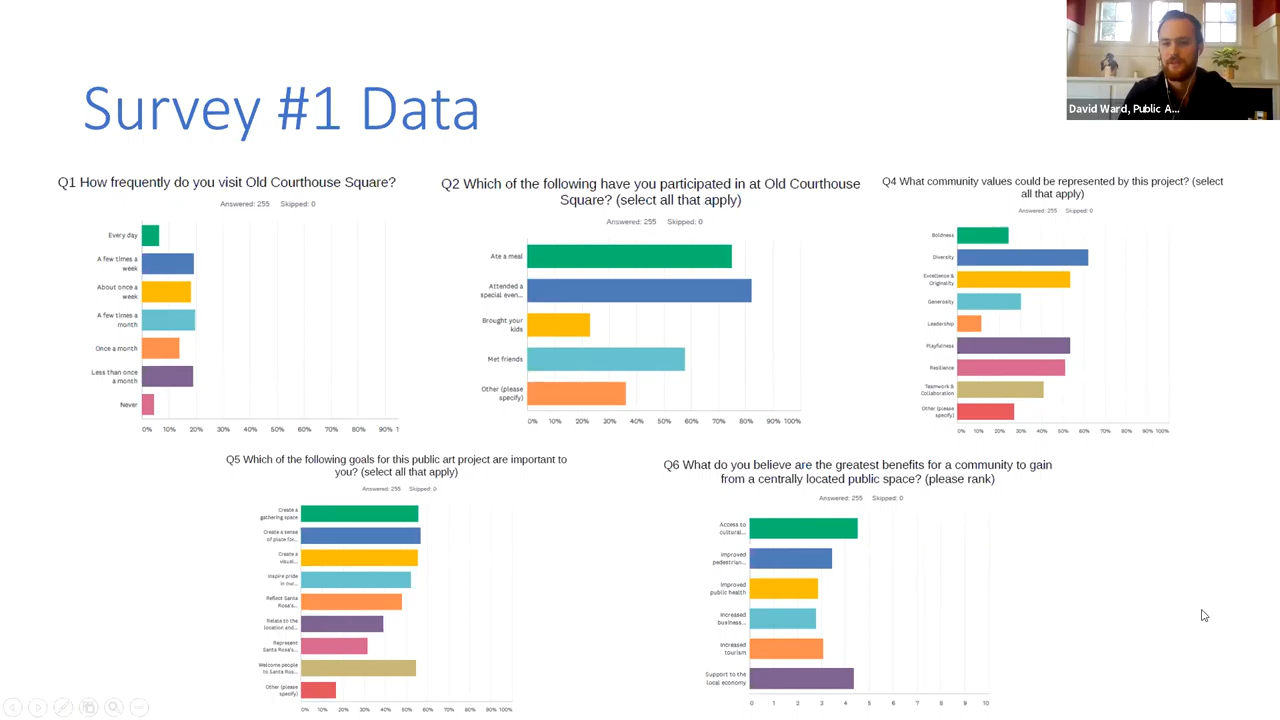 Survey #1 Data
David Ward, Public A...
Q1 How frequently do you visit Old Courthouse Square?
Answered: 255 Skipped: 0
Every day
A few times a
week
About once a
week
A few times a
month
Once a month
Less than once
a month
Never
0% 10% 20% 30% 40% 50% 60% 70% 80% 90% 1
Q2 Which of the following have you participated in at Old Courthouse
Square? (select all that apply)
Answered: 255 Skipped: 0
Ate a meal
Attended a
special even...
Brought your
kids
Met friends
Other (please
specify)
0% 10% 20% 30% 40% 50% 60% 70% 80% 90% 100%
Q4 What community values could be represented by this project? (select
all that apply)
Answered: 255 Skipped: 0
Boldness
Diversity
Excellence &
Originality
Generosity
Leadership
Playfulness
Resilience
Teamwork &
Collaboration
Other (please
specify)
0% 10% 20% 30% 40% 50% 60% 70% 80% 90% 100%
Q5 Which of the following goals for this public art project are important to
you? (select all that apply)
Answered: 255 Skipped: 0
Create a
gathering space
Create a sense
of place for...
Create a
visual...
Inspire pride
in our...
Reflect Santa
Rosa's...
Relate to the
location and...
Represent
Santa Rosa's...
Welcome people
to Santa Ros...
Other (please
specify)
0% 10% 20% 30% 40% 50% 60% 70% 80% 90% 100%
Q6 What do you believe are the greatest benefits for a community to gain
from a centrally located public space? (please rank)
Answered: 255 Skipped: 0
Access to
cultural...
Improved
pedestrian...
Improved
public health
Increased
business...
Increased
tourism
Support to the
local economy
0 1 2 3 4 5 6 7 8 9 10